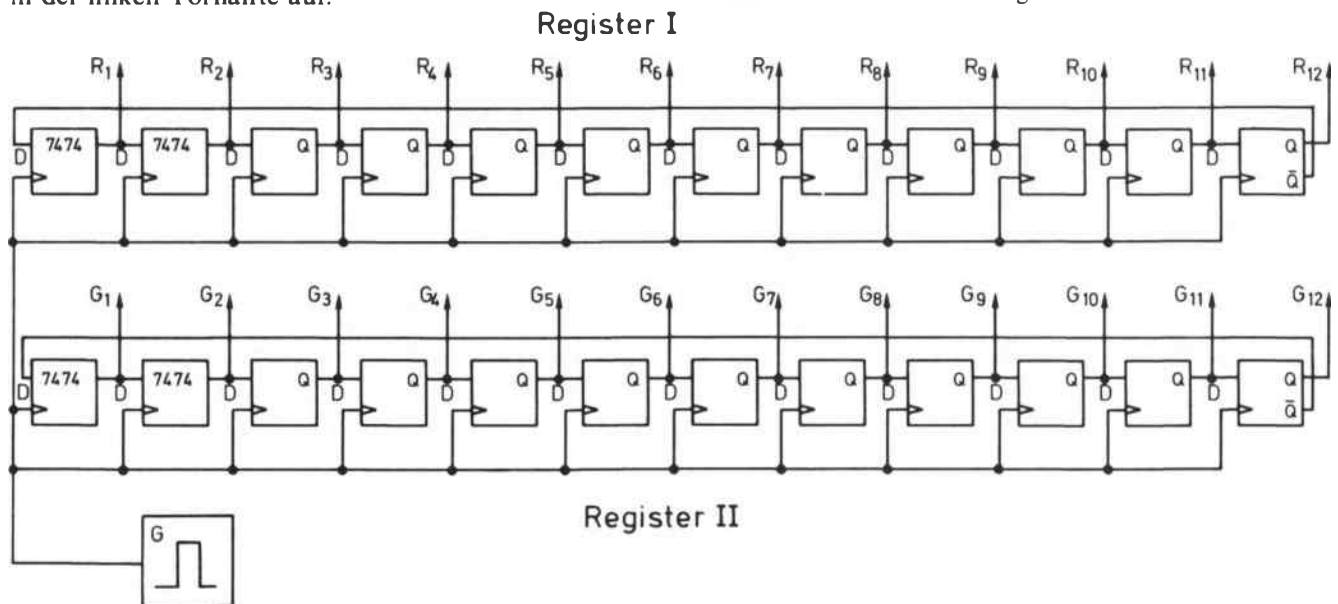 in der linken Torhälfte auf.
Register I
R1 R2 R3 R4 R5 R6 R7 R8 R9 R10 R11 R12
7474 7474 Q Q Q Q Q Q Q Q Q Q
D D D D D D D D D D D D
Q̄
G1 G2 G3 G4 G5 G6 G7 G8 G9 G10 G11 G12
7474 7474 Q Q Q Q Q Q Q Q Q Q
D D D D D D D D D D D D
Q̄
Register II
G